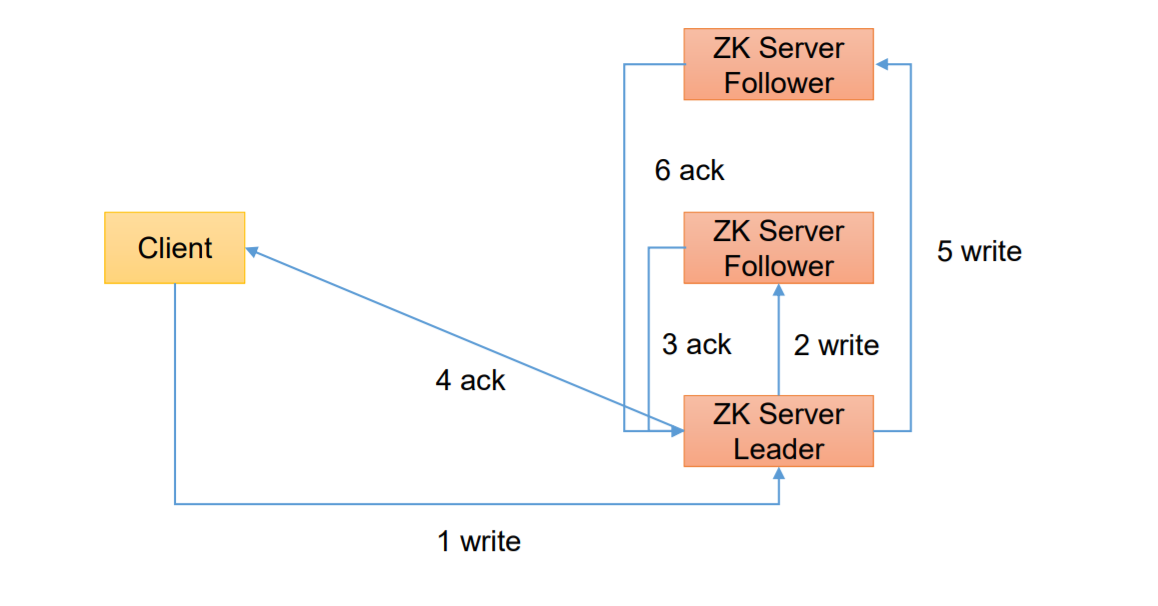 ZK Server
Follower
6 ack
Client
ZK Server
Follower
5 write
3 ack
2 write
4 ack
ZK Server
Leader
1 write